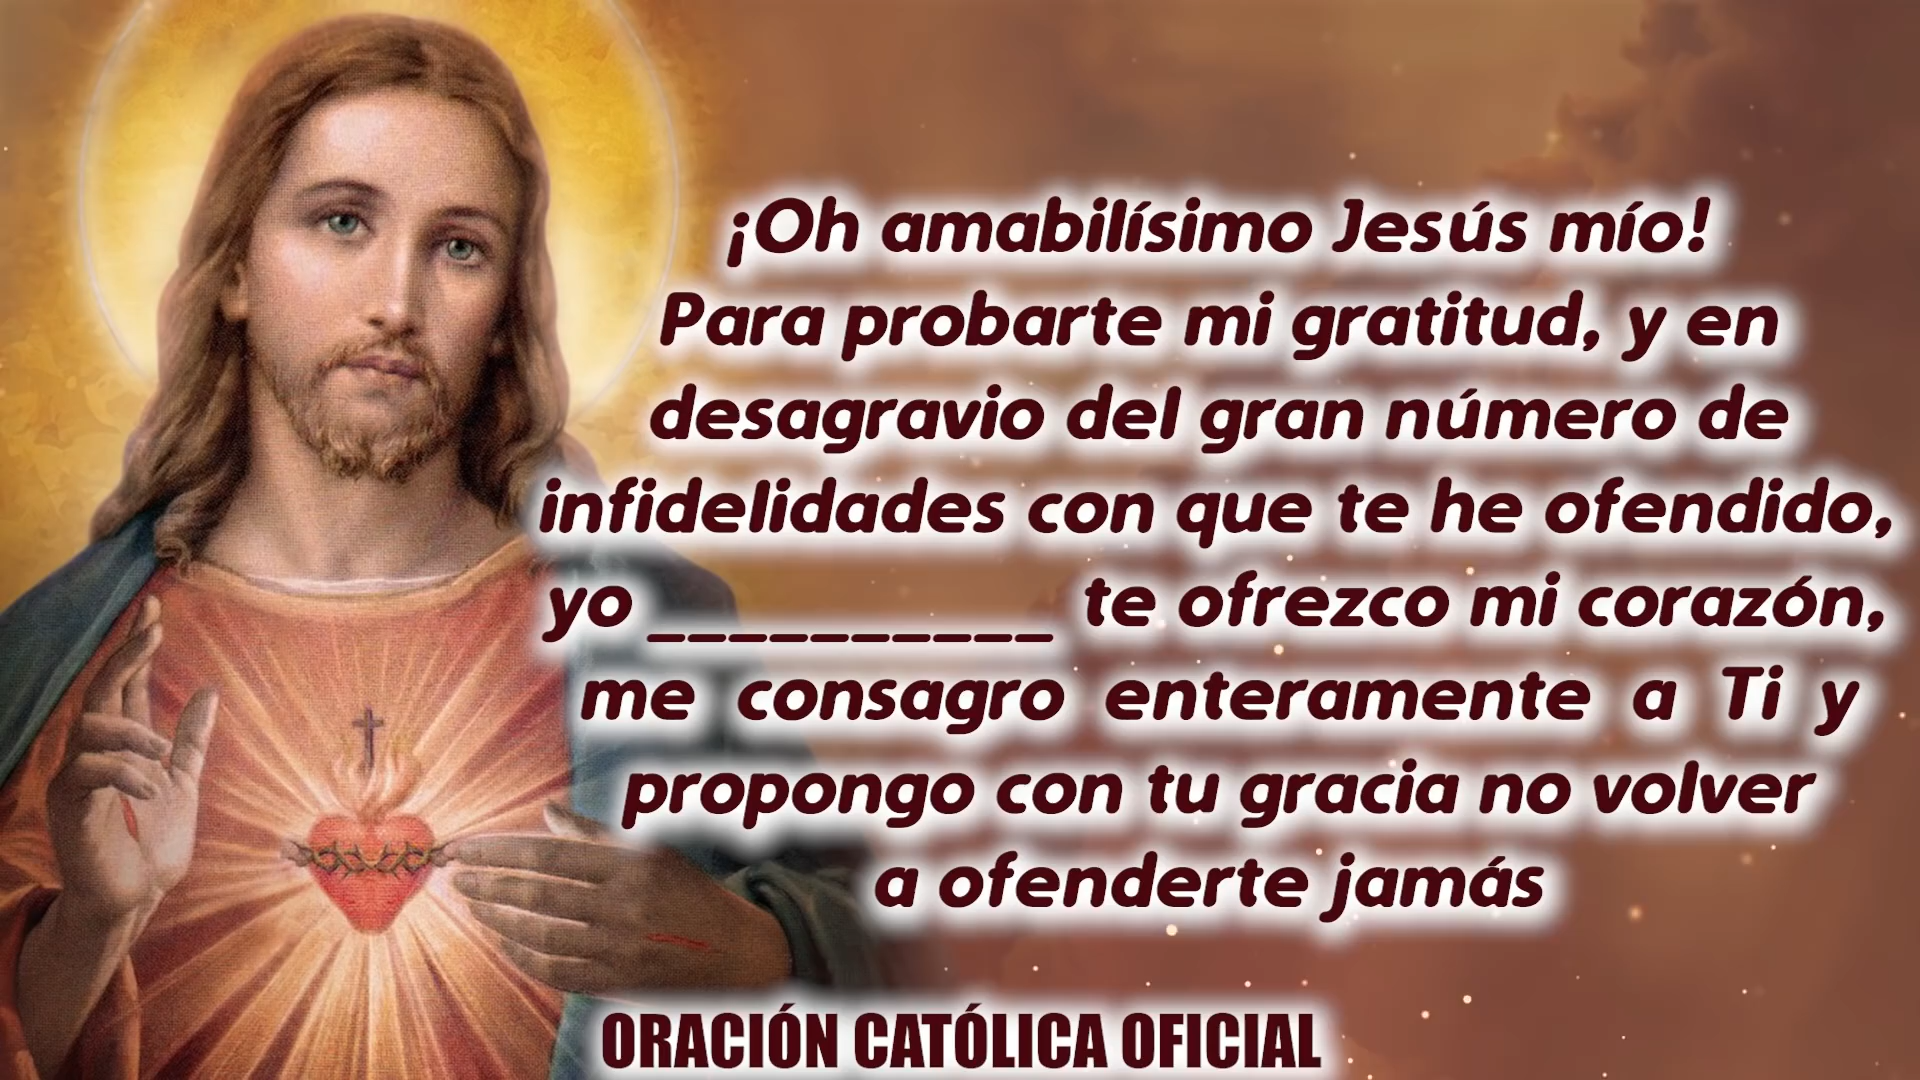 ¡Oh amabilísimo Jesús mío!
Para probarte mi gratitud, y en
desagravio del gran número de
infidelidades con que te he ofendido,
yo __________ te ofrezco mi corazón,
me consagro enteramente a Ti y
propongo con tu gracia no volver
a ofenderte jamás
ORACIÓN CATÓLICA OFICIAL